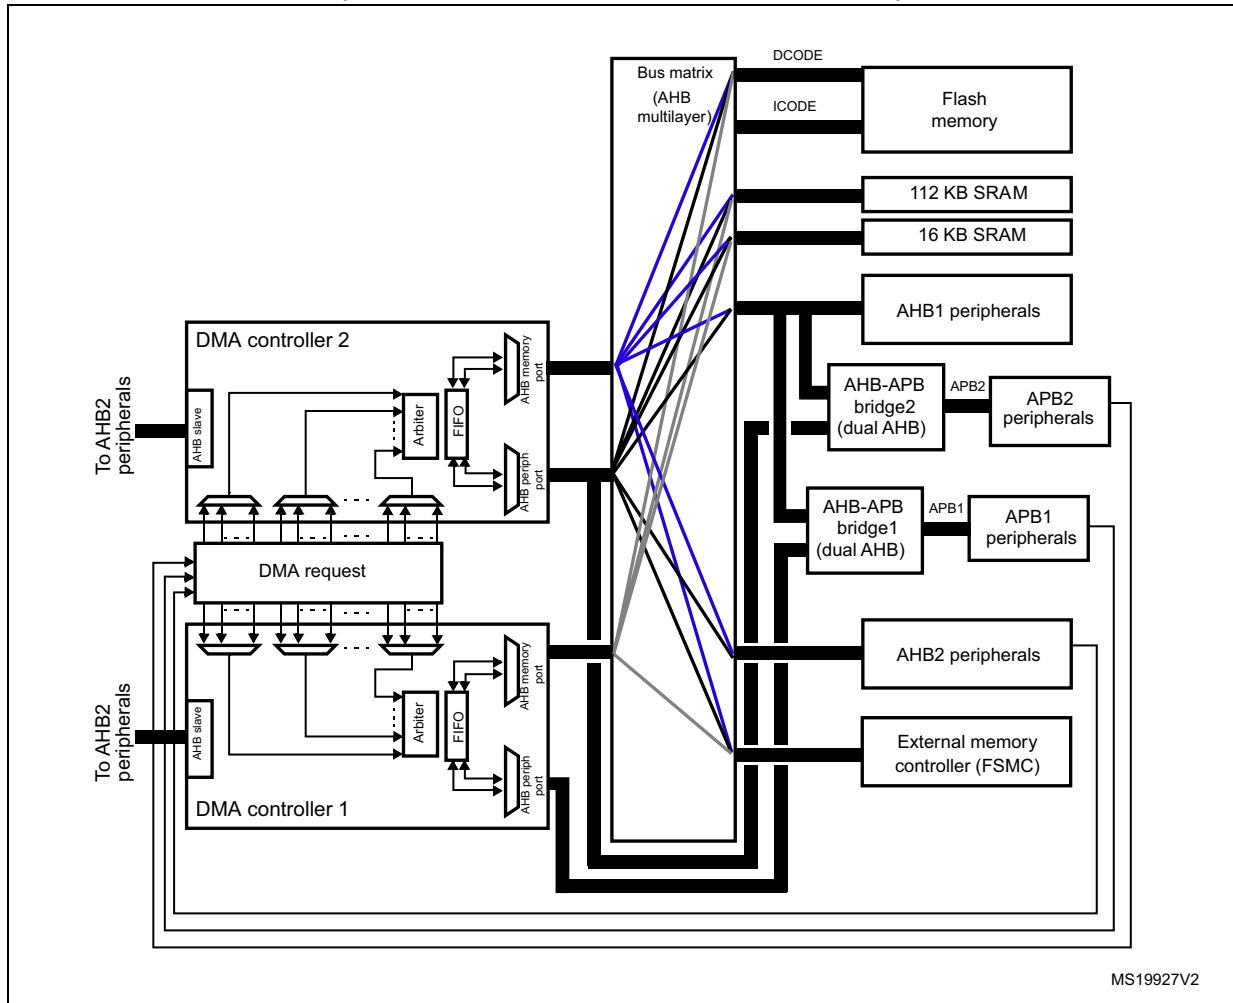 DCODE
Bus matrix
(AHB
multilayer)
Flash
memory
ICODE
112 KB SRAM
16 KB SRAM
AHB1 peripherals
DMA controller 2
AHB memory
port
To AHB2
peripherals
AHB slave
Arbiter
FIFO
AHB periph
port
AHB-APB
bridge2
(dual AHB)
APB2
APB2
peripherals
AHB-APB
bridge1
(dual AHB)
APB1
APB1
peripherals
DMA request
AHB2 peripherals
To AHB2
peripherals
AHB slave
Arbiter
FIFO
AHB memory
port
AHB periph
port
DMA controller 1
External memory
controller (FSMC)
MS19927V2